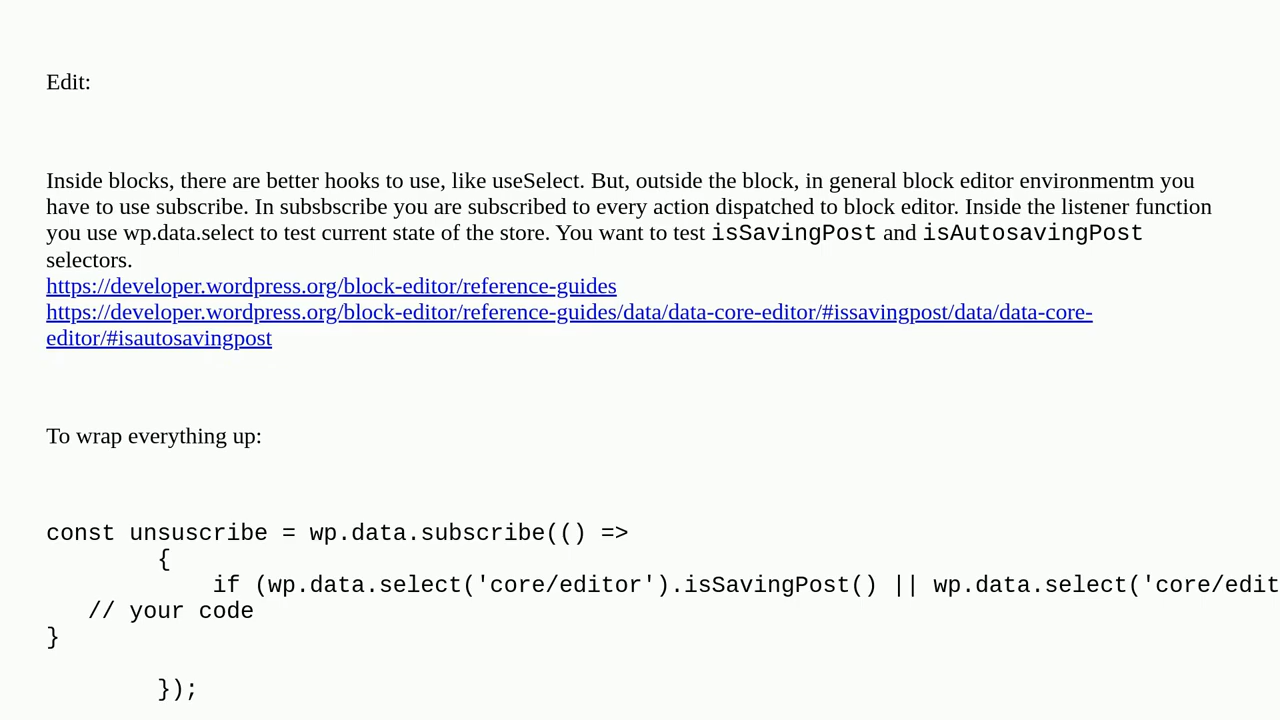 Edit:
Inside blocks, there are better hooks to use, like useSelect. But, outside the block, in general block editor environmentm you
have to use subscribe. In subsbscribe you are subscribed to every action dispatched to block editor. Inside the listener function
you use wp.data.select to test current state of the store. You want to test isSavingPost and isAutosavingPost
selectors.
https://developer.wordpress.org/block-editor/reference-guides
https://developer.wordpress.org/block-editor/reference-guides/data/data-core-editor/#issavingpost/data/data-core-
editor/#isautosavingpost
To wrap everything up:
const unsuscribe = wp.data.subscribe(() =>
        {
            if (wp.data.select('core/editor').isSavingPost() || wp.data.select('core/edit
   // your code
}
        });